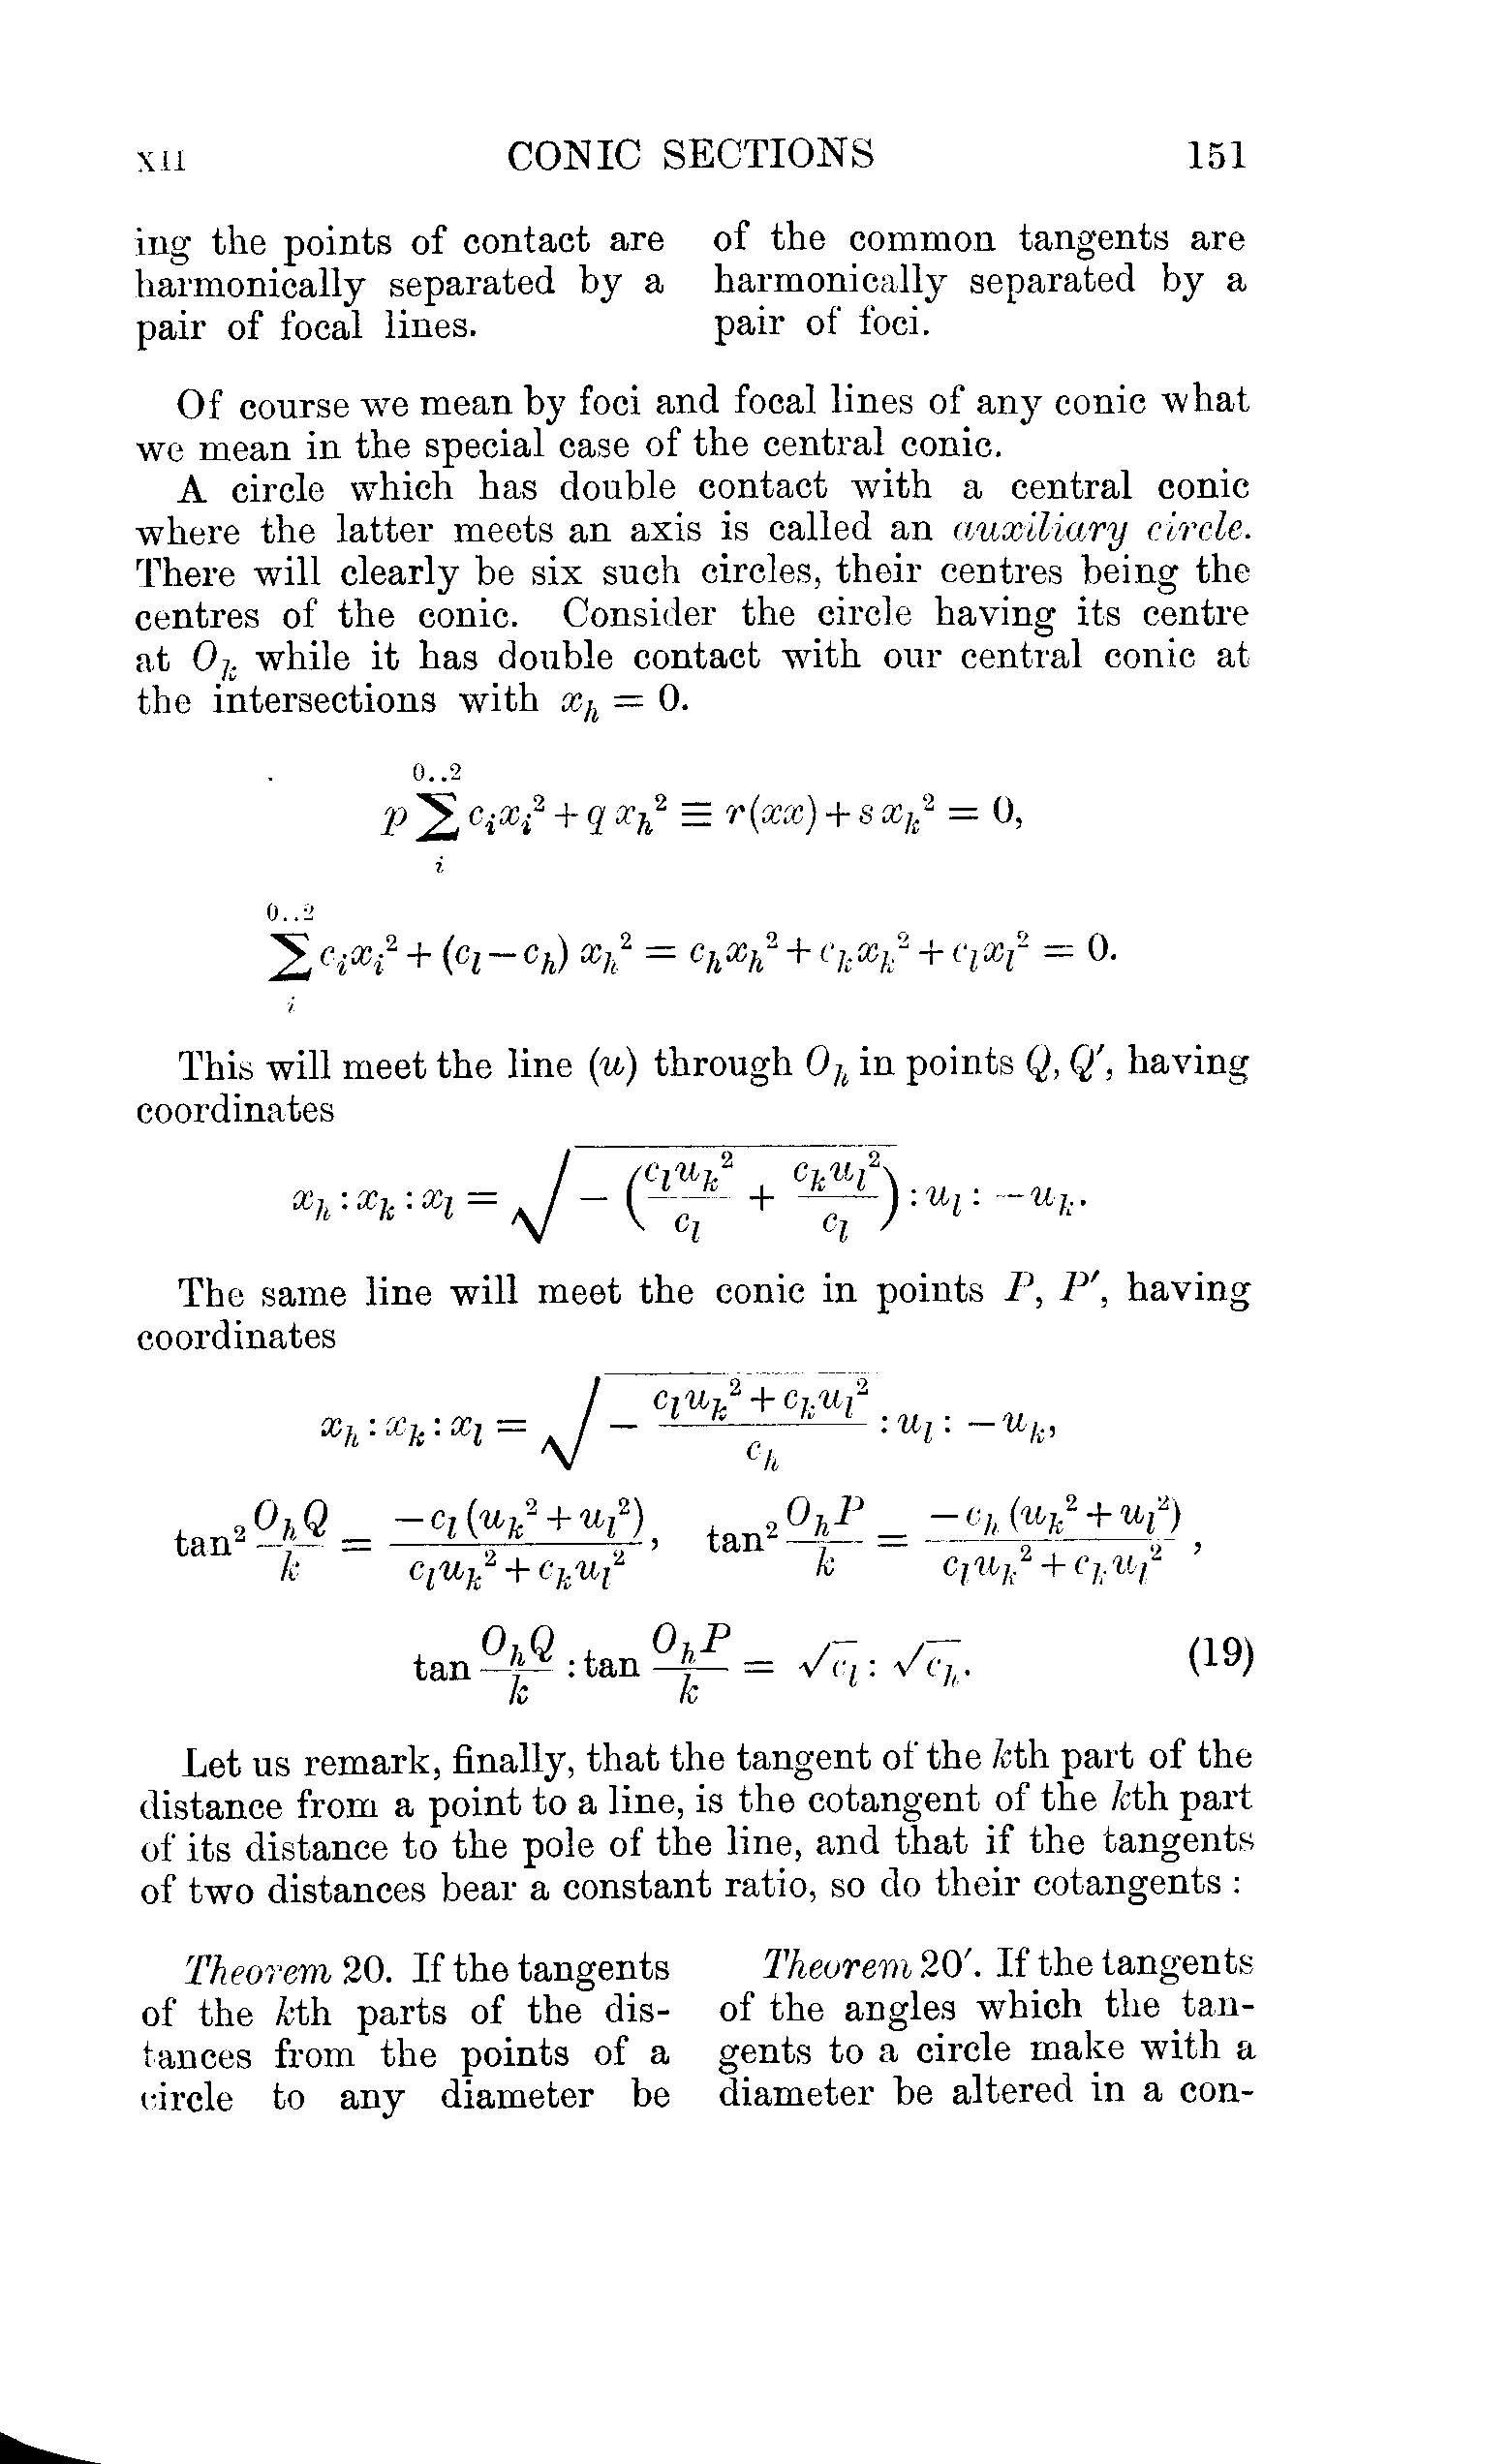 XII CONIC SECTIONS 151
ing the points of contact are
harmonically separated by a
pair of focal lines.
of the common tangents are
harmonically separated by a
pair of foci.
Of course we mean by foci and focal lines of any conic what
we mean in the special case of the central conic.
A circle which has double contact with a central conic
where the latter meets an axis is called an auxiliary circle.
There will clearly be six such circles, their centres being the
centres of the conic. Consider the circle having its centre
at O_k while it has double contact with our central conic at
the intersections with x_h = 0.
p \sum_i^{0..2} c_i x_i^2 + q x_h^2 ≡ r(xx) + s x_k^2 = 0,
\sum_i^{0..2} c_i x_i^2 + (c_l − c_h) x_h^2 = c_h x_h^2 + c_k x_k^2 + c_l x_l^2 = 0.
This will meet the line (u) through O_h in points Q, Q′, having
coordinates
x_h : x_k : x_l = \sqrt{− (\frac{c_l u_k^2}{c_l} + \frac{c_k u_l^2}{c_l})} : u_l : −u_k.
The same line will meet the conic in points P, P′, having
coordinates
x_h : x_k : x_l = \sqrt{− \frac{c_l u_k^2 + c_k u_l^2}{c_h}} : u_l : −u_k,
tan^2 \frac{O_h Q}{k} = \frac{−c_l (u_k^2 + u_l^2)}{c_l u_k^2 + c_k u_l^2}, tan^2 \frac{O_h P}{k} = \frac{−c_h (u_k^2 + u_l^2)}{c_l u_k^2 + c_k u_l^2},
tan \frac{O_h Q}{k} : tan \frac{O_h P}{k} = \sqrt{c_l} : \sqrt{c_h}. (19)
Let us remark, finally, that the tangent of the kth part of the
distance from a point to a line, is the cotangent of the kth part
of its distance to the pole of the line, and that if the tangents
of two distances bear a constant ratio, so do their cotangents :
Theorem 20. If the tangents
of the kth parts of the dis-
tances from the points of a
circle to any diameter be
Theorem 20′. If the tangents
of the angles which the tan-
gents to a circle make with a
diameter be altered in a con-